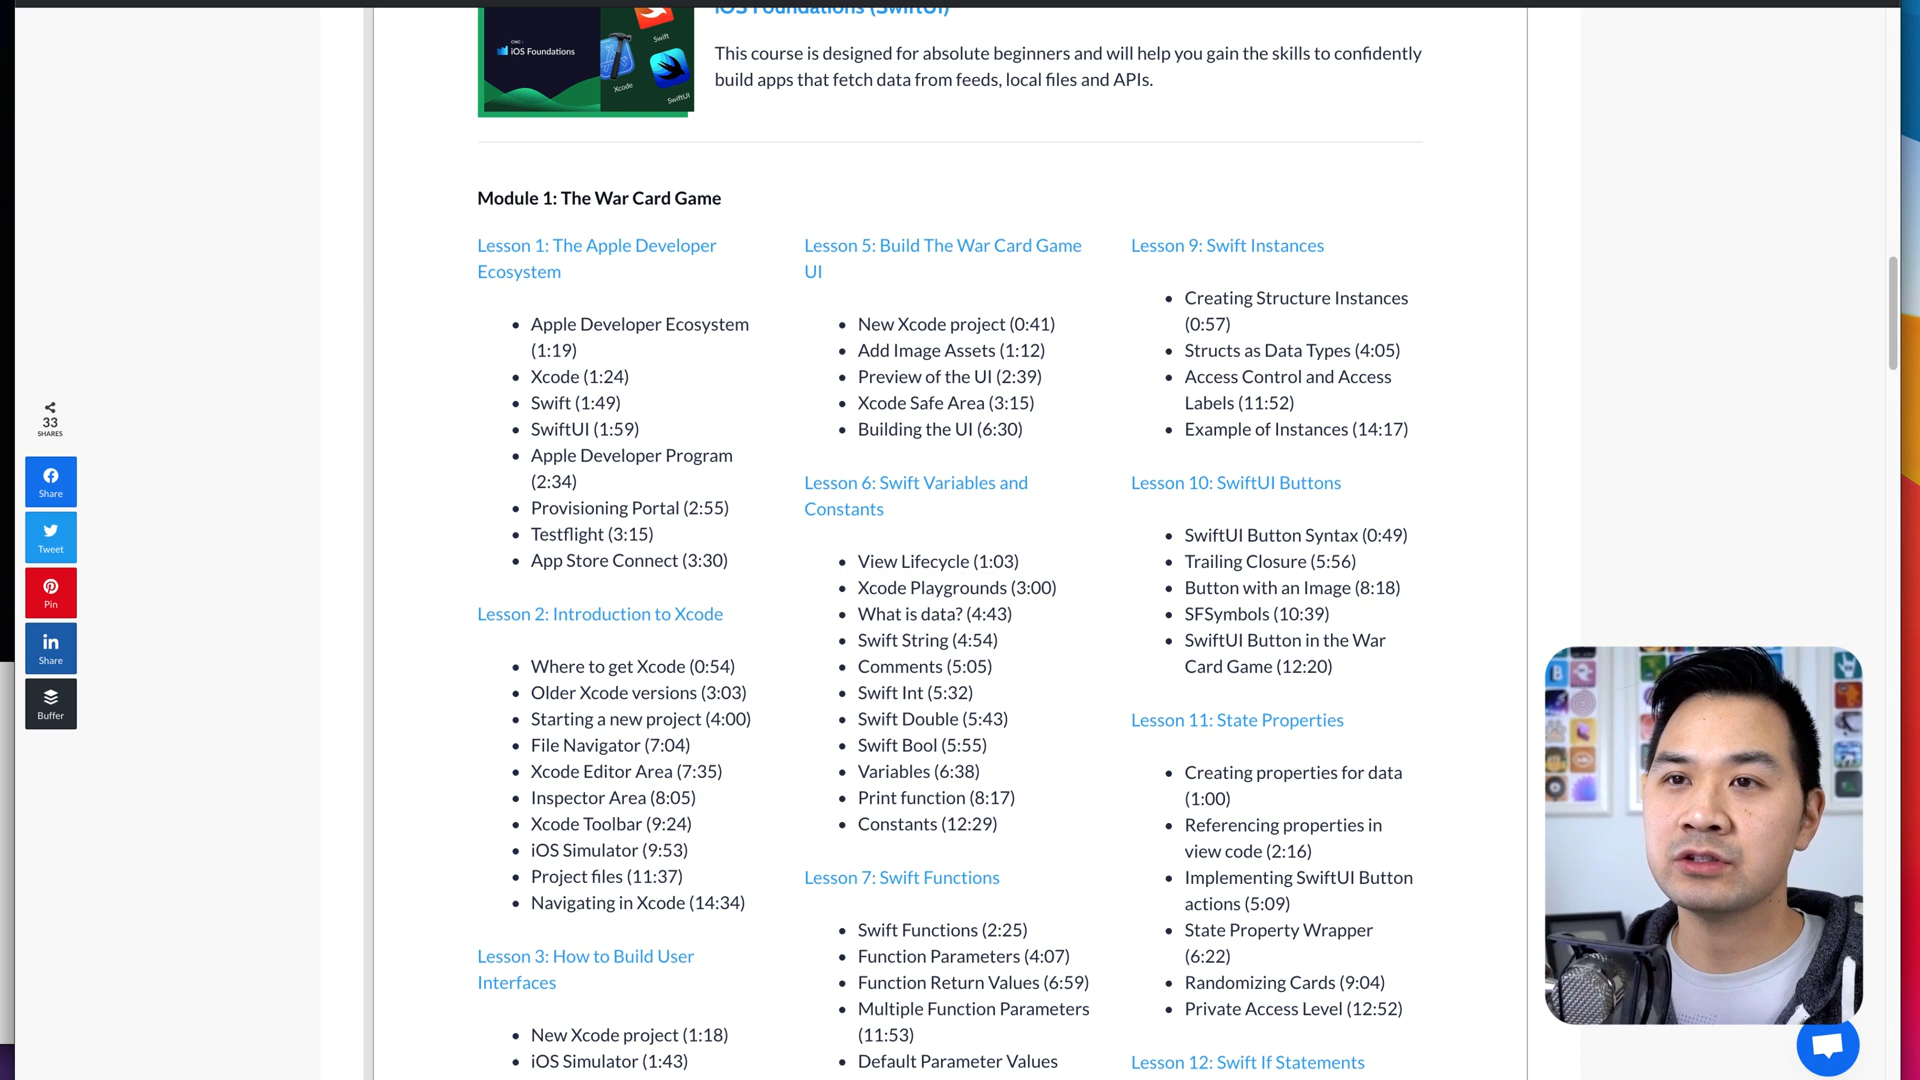 iOS Foundations (SwiftUI)
CWC
iOS Foundations
Swift
Xcode
SwiftUI
This course is designed for absolute beginners and will help you gain the skills to confidently
build apps that fetch data from feeds, local files and APIs.
Module 1: The War Card Game
Lesson 1: The Apple Developer
Ecosystem
Apple Developer Ecosystem
(1:19)
Xcode (1:24)
Swift (1:49)
SwiftUI (1:59)
Apple Developer Program
(2:34)
Provisioning Portal (2:55)
Testflight (3:15)
App Store Connect (3:30)
Lesson 2: Introduction to Xcode
Where to get Xcode (0:54)
Older Xcode versions (3:03)
Starting a new project (4:00)
File Navigator (7:04)
Xcode Editor Area (7:35)
Inspector Area (8:05)
Xcode Toolbar (9:24)
iOS Simulator (9:53)
Project files (11:37)
Navigating in Xcode (14:34)
Lesson 3: How to Build User
Interfaces
New Xcode project (1:18)
iOS Simulator (1:43)
Lesson 5: Build The War Card Game
UI
New Xcode project (0:41)
Add Image Assets (1:12)
Preview of the UI (2:39)
Xcode Safe Area (3:15)
Building the UI (6:30)
Lesson 6: Swift Variables and
Constants
View Lifecycle (1:03)
Xcode Playgrounds (3:00)
What is data? (4:43)
Swift String (4:54)
Comments (5:05)
Swift Int (5:32)
Swift Double (5:43)
Swift Bool (5:55)
Variables (6:38)
Print function (8:17)
Constants (12:29)
Lesson 7: Swift Functions
Swift Functions (2:25)
Function Parameters (4:07)
Function Return Values (6:59)
Multiple Function Parameters
(11:53)
Default Parameter Values
Lesson 9: Swift Instances
Creating Structure Instances
(0:57)
Structs as Data Types (4:05)
Access Control and Access
Labels (11:52)
Example of Instances (14:17)
Lesson 10: SwiftUI Buttons
SwiftUI Button Syntax (0:49)
Trailing Closure (5:56)
Button with an Image (8:18)
SFSymbols (10:39)
SwiftUI Button in the War
Card Game (12:20)
Lesson 11: State Properties
Creating properties for data
(1:00)
Referencing properties in
view code (2:16)
Implementing SwiftUI Button
actions (5:09)
State Property Wrapper
(6:22)
Randomizing Cards (9:04)
Private Access Level (12:52)
Lesson 12: Swift If Statements
33
SHARES
Share
Tweet
Pin
in
Share
Buffer